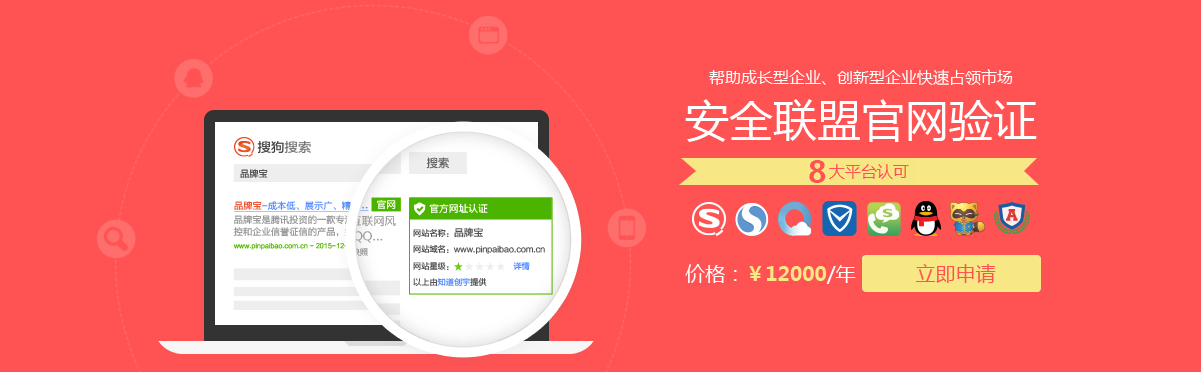 帮助成长型企业、创新型企业快速占领市场
安全联盟官网验证
8大平台认可
价格：￥12000/年
立即申请
搜狗搜索
品牌宝
搜索
品牌宝-成本低、展示广、精... 官网
品牌宝是腾讯投资的一款专 互联网风
控和企业信誉征信的产品， QQ...
www.pinpaibao.com.cn - 2015-12- 快照
官方网址认证
网站名称：品牌宝
网站域名：www.pinpaibao.com.cn
网站星级： 详情
以上由知道创宇提供